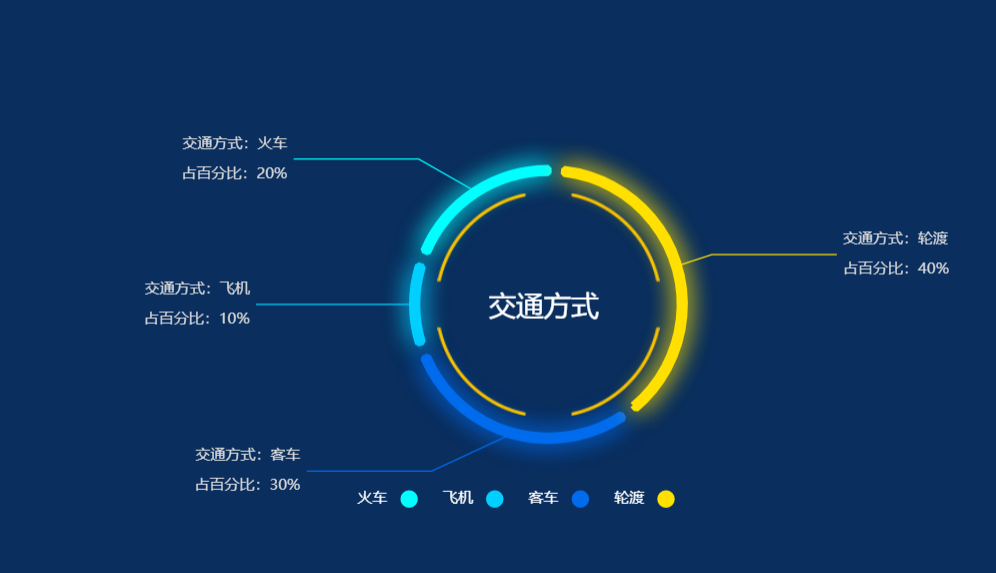 交通方式：火车
占百分比：20%
交通方式：轮渡
占百分比：40%
交通方式：飞机
占百分比：10%
交通方式
交通方式：客车
占百分比：30%
火车 飞机 客车 轮渡